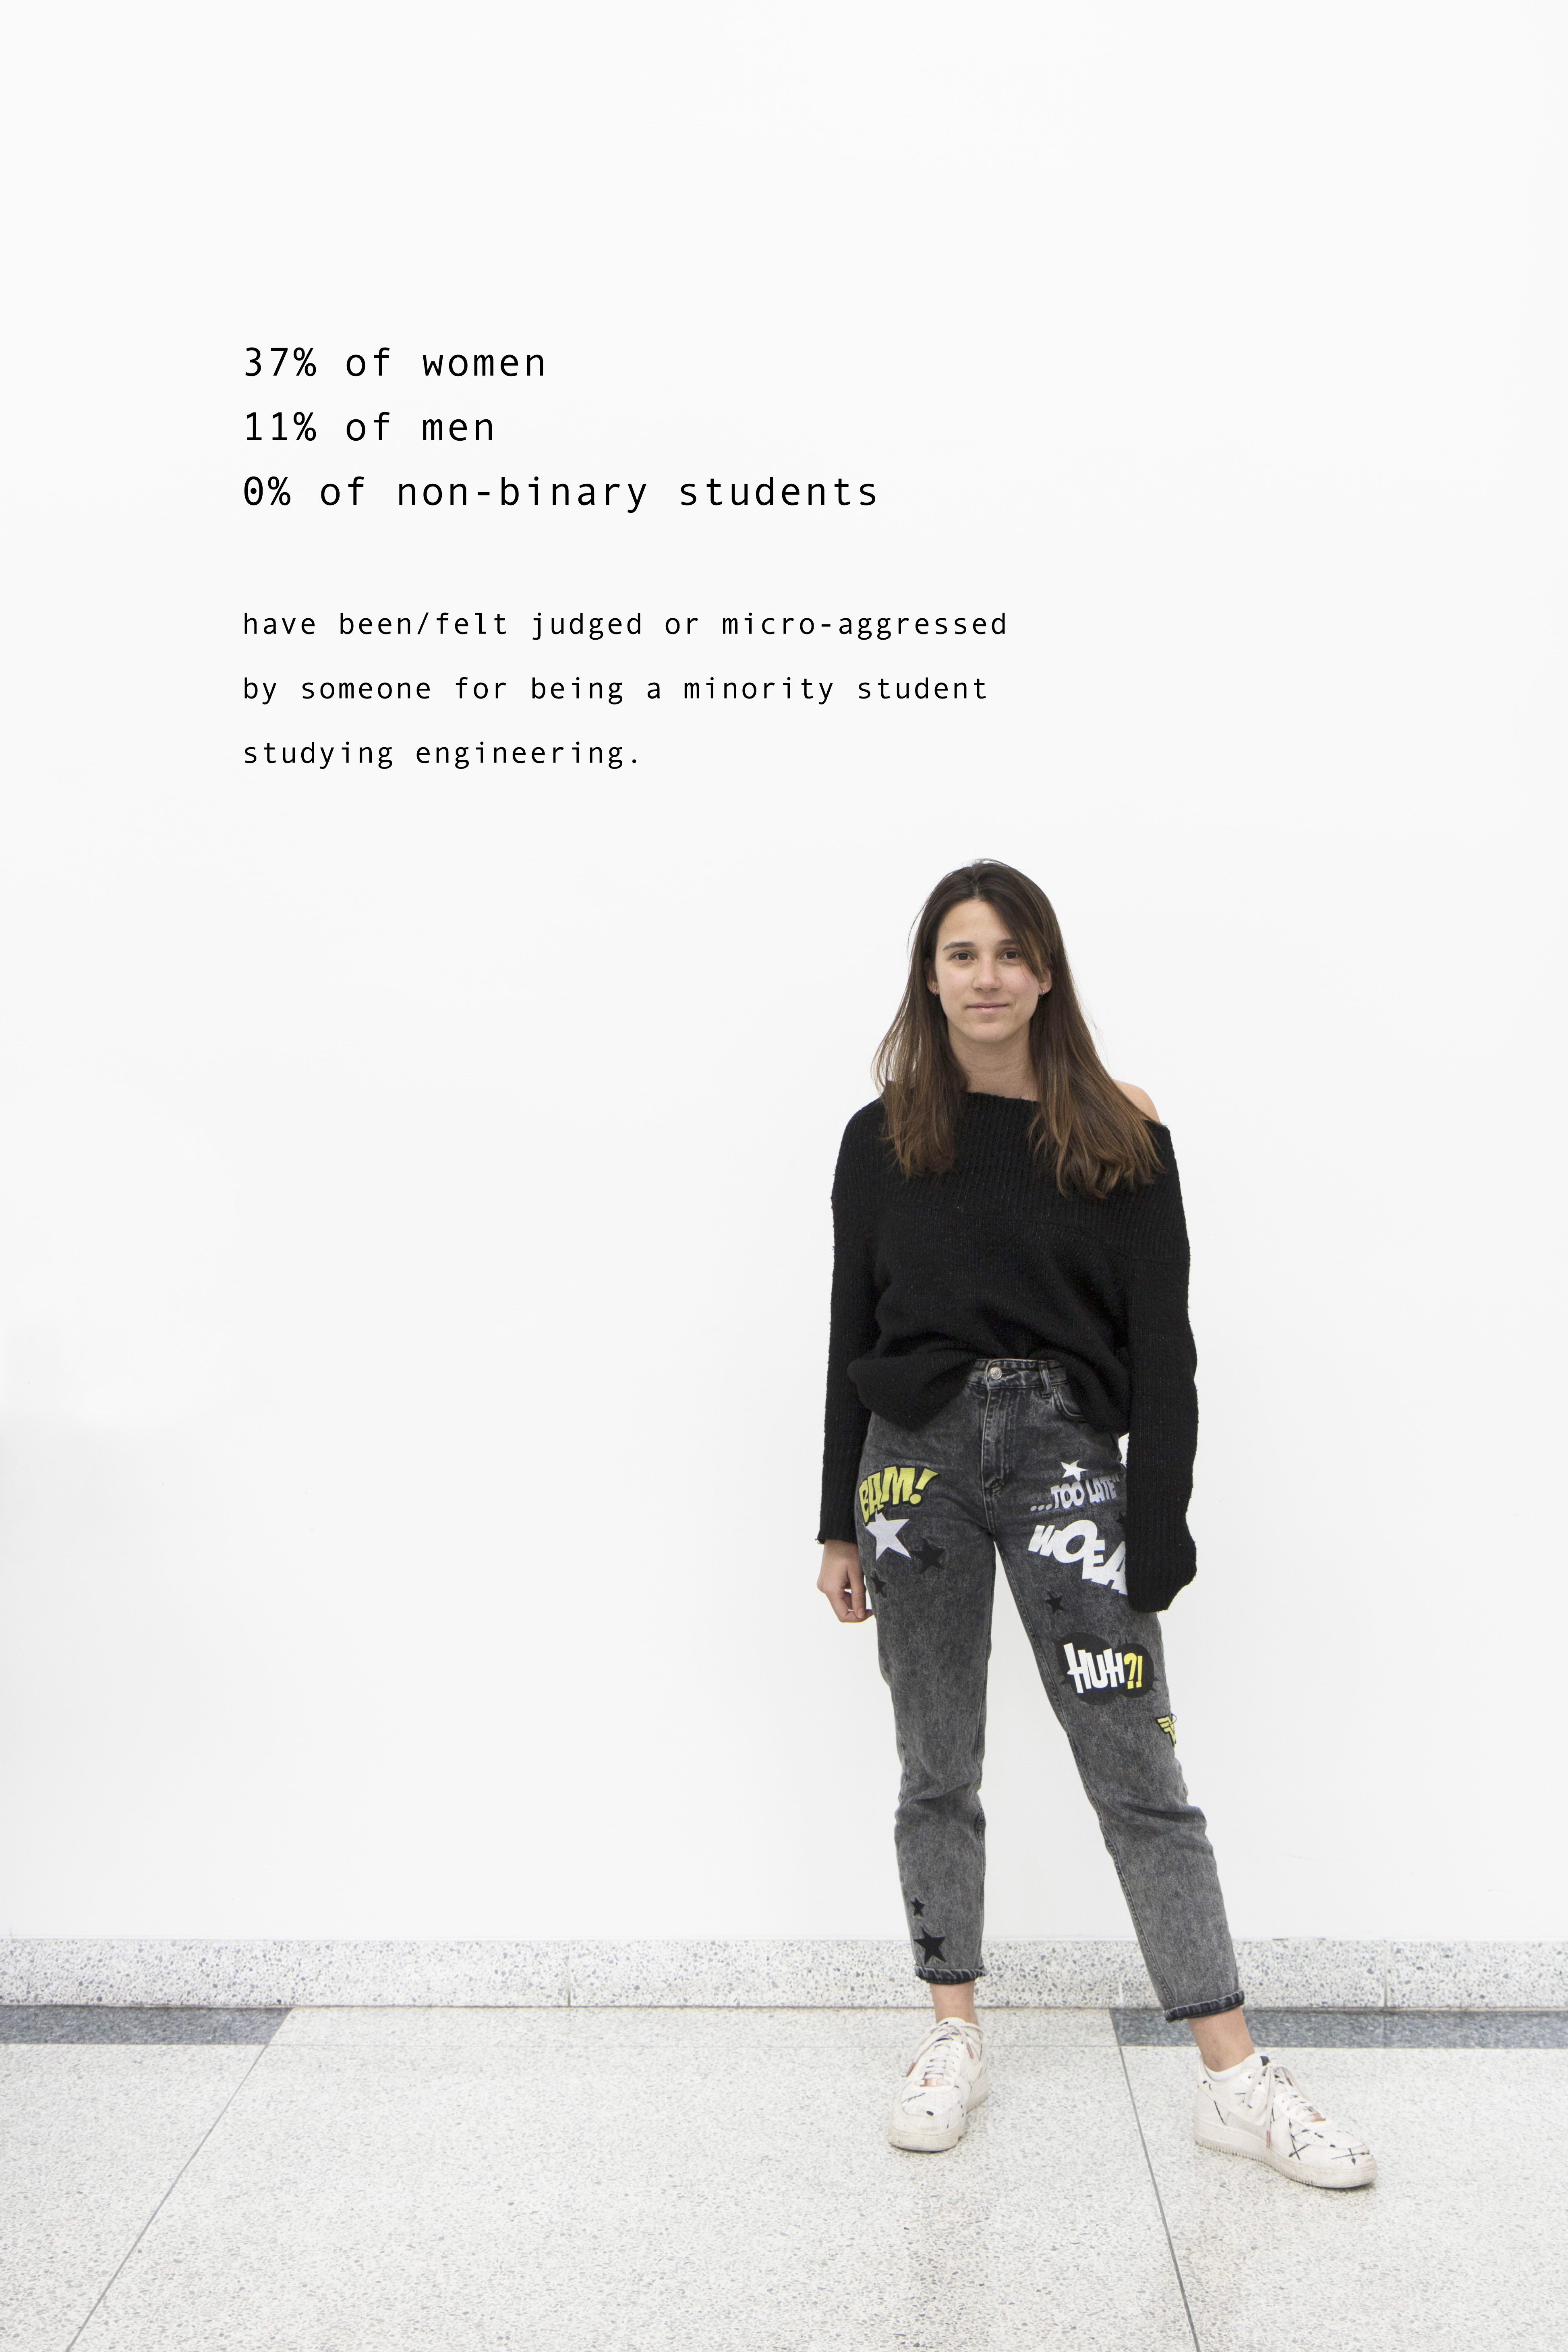 37% of women
11% of men
0% of non-binary students
have been/felt judged or micro-aggressed
by someone for being a minority student
studying engineering.
BAM!
...TOO LATE
HUH?!